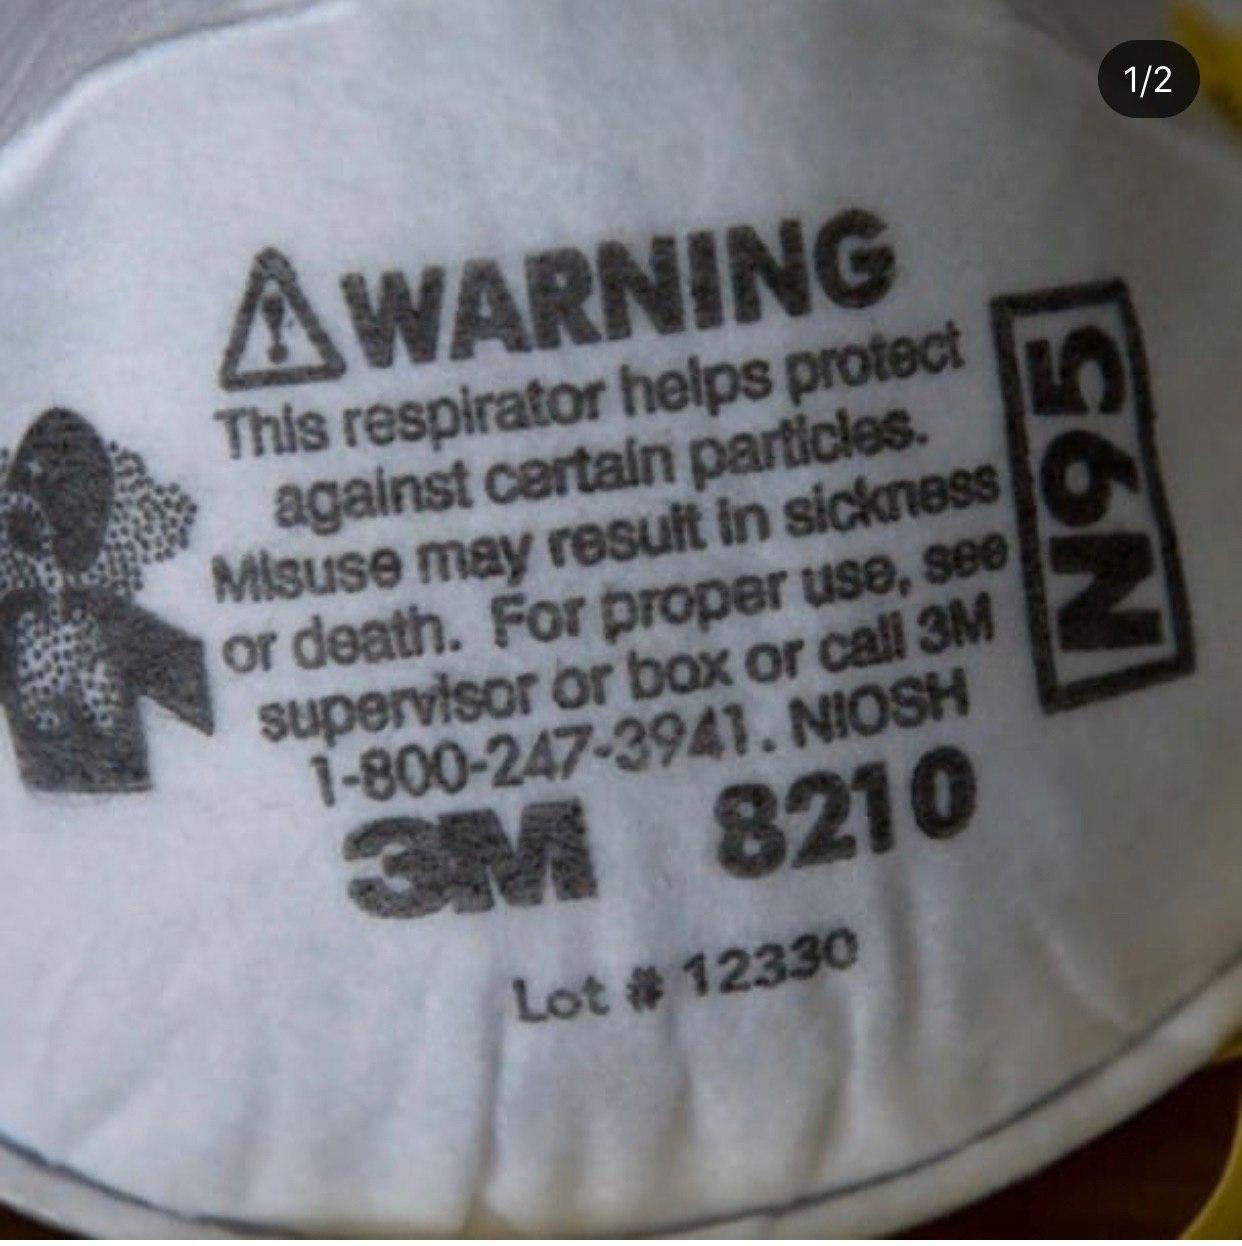 1/2
WARNING
This respirator helps protect
against certain particles.
Misuse may result in sickness
or death. For proper use, see
supervisor or box or call 3M
1-800-247-3941. NIOSH
3M 8210
Lot # 12330
N95